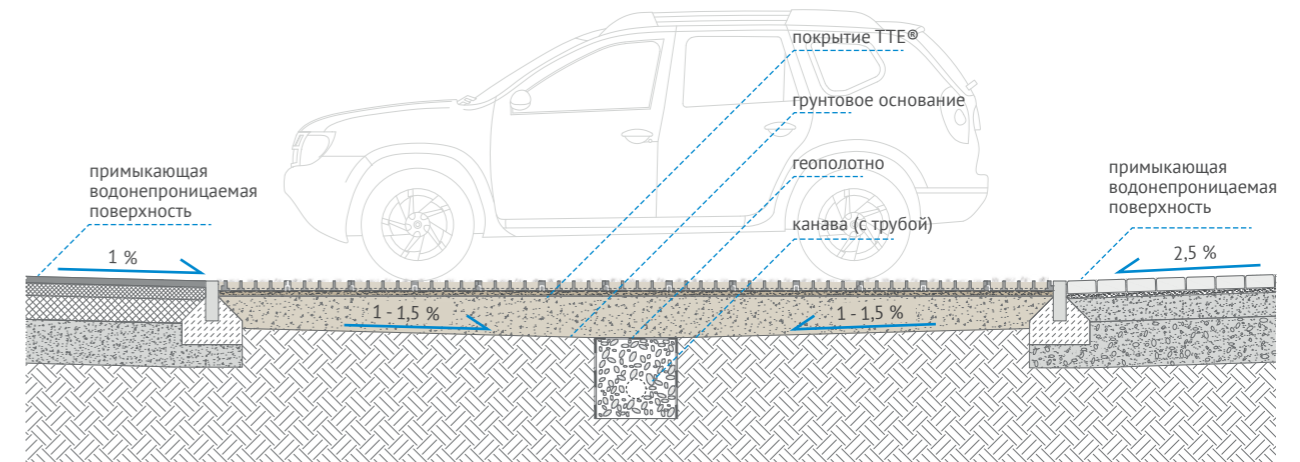 покрытие TTE®
грунтовое основание
геополотно
канава (с трубой)
примыкающая
водонепроницаемая
поверхность
1 %
примыкающая
водонепроницаемая
поверхность
2,5 %
1 - 1,5 %
1 - 1,5 %